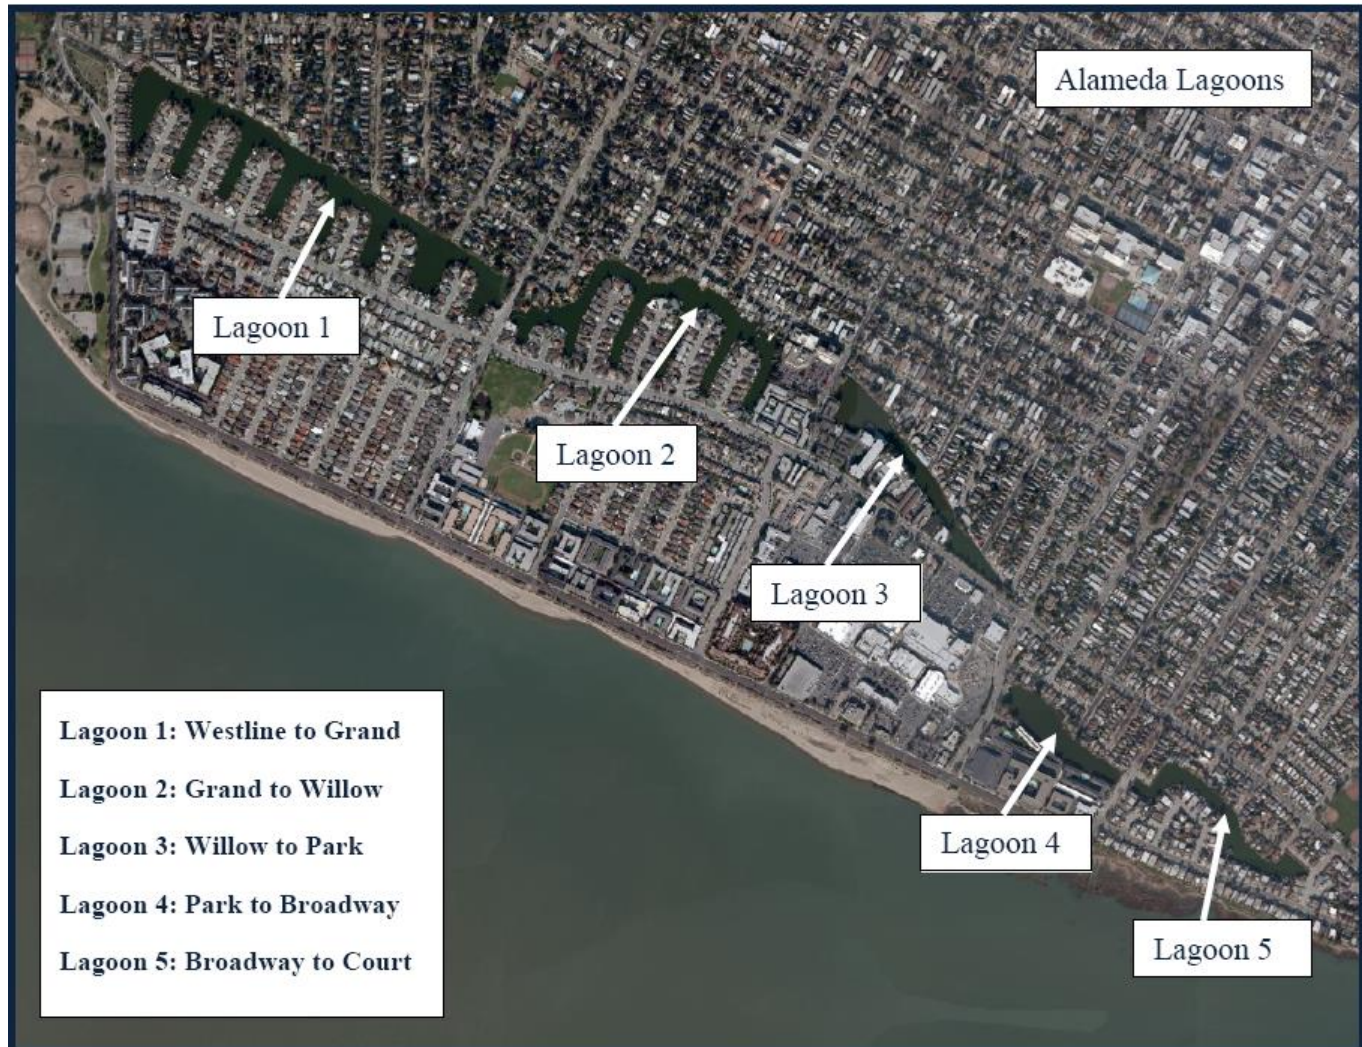 Alameda Lagoons
Lagoon 1
Lagoon 2
Lagoon 3
Lagoon 4
Lagoon 5
Lagoon 1: Westline to Grand
Lagoon 2: Grand to Willow
Lagoon 3: Willow to Park
Lagoon 4: Park to Broadway
Lagoon 5: Broadway to Court